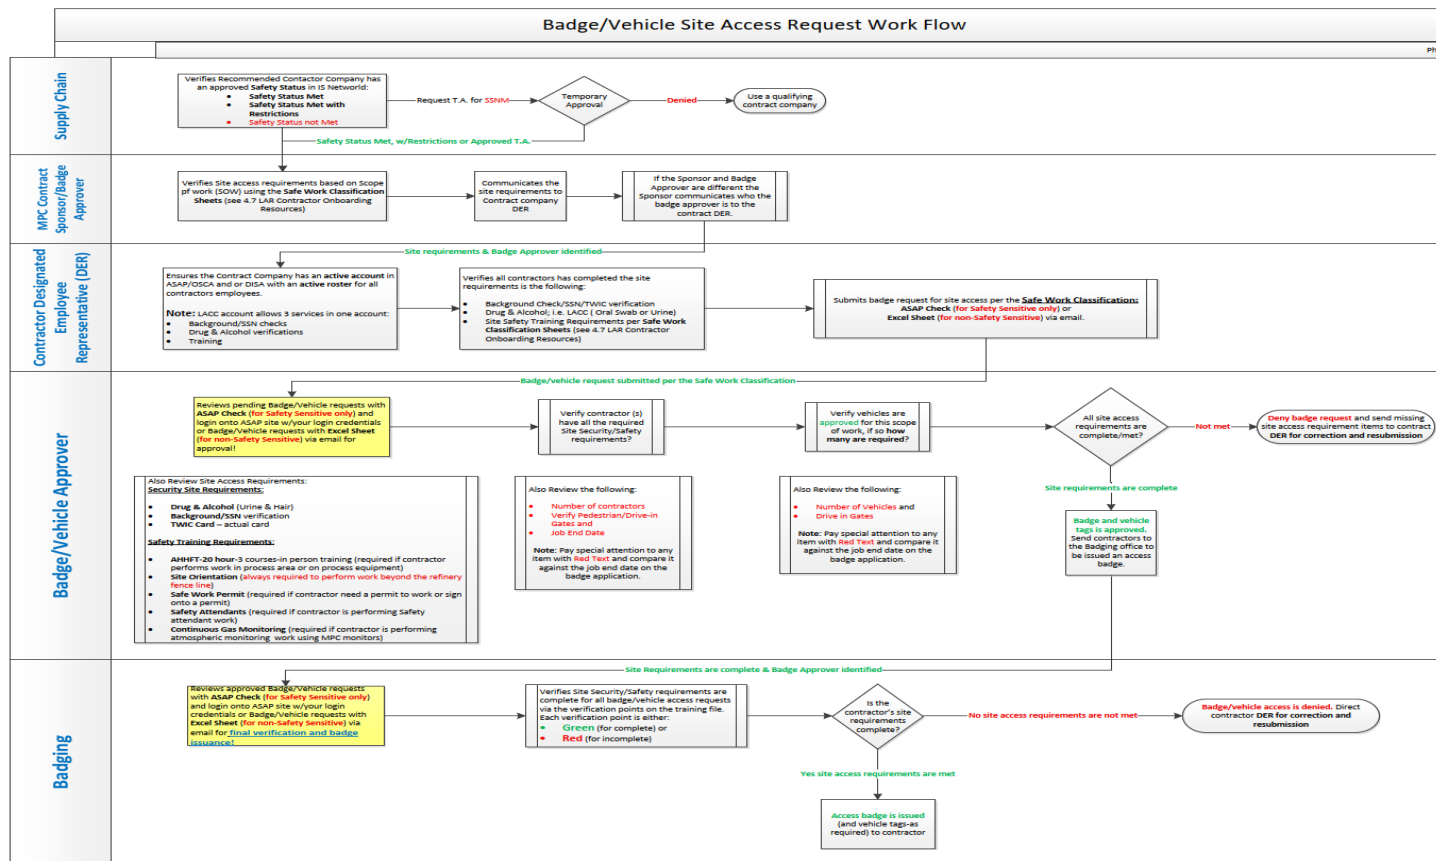 Badge/Vehicle Site Access Request Work Flow
Ph
Supply Chain
Verifies Recommended Contactor Company has
an approved Safety Status in IS Networld:
• Safety Status Met
• Safety Status Met with
Restrictions
• Safety Status not Met
Request T.A. for SSNM
Temporary
Approval
Denied
Use a qualifying
contract company
Safety Status Met, w/Restrictions or Approved T.A.
MPC Contract
Sponsor/Badge
Approver
Verifies Site access requirements based on Scope
pf work (SOW) using the Safe Work Classification
Sheets (see 4.7 LAR Contractor Onboarding
Resources)
Communicates the
site requirements to
Contract company
DER
If the Sponsor and Badge
Approver are different the
Sponsor communicates who the
badge approver is to the
contract DER.
Site requirements & Badge Approver identified
Contractor Designated
Employee
Representative (DER)
Ensures the Contract Company has an active account in
ASAP/OSCA and or DISA with an active roster for all
contractors employees.
Note: LACC account allows 3 services in one account:
• Background/SSN checks
• Drug & Alcohol verifications
• Training
Verifies all contractors has completed the site
requirements is the following:
• Background Check/SSN/TWIC verification
• Drug & Alcohol; i.e. LACC ( Oral Swab or Urine)
• Site Safety Training Requirements per Safe Work
Classification Sheets (see 4.7 LAR Contractor
Onboarding Resources)
Submits badge request for site access per the Safe Work Classification:
ASAP Check (for Safety Sensitive only) or
Excel Sheet (for non-Safety Sensitive) via email.
Badge/vehicle request submitted per the Safe Work Classification
Badge/Vehicle Approver
Reviews pending Badge/Vehicle requests with
ASAP Check (for Safety Sensitive only) and
login onto ASAP site w/your login credentials
or Badge/Vehicle requests with Excel Sheet
(for non-Safety Sensitive) via email for
approval!
Verify contractor (s)
have all the required
Site Security/Safety
requirements?
Verify vehicles are
approved for this scope
of work, if so how
many are required?
All site access
requirements are
complete/met?
Not met
Deny badge request and send missing
site access requirement items to contract
DER for correction and resubmission
Also Review Site Access Requirements:
Security Site Requirements:
• Drug & Alcohol (Urine & Hair)
• Background/SSN verification
• TWIC Card – actual card
Safety Training Requirements:
• AHHFT-20 hour-3 courses-in person training (required if contractor
performs work in process area or on process equipment)
• Site Orientation (always required to perform work beyond the refinery
fence line)
• Safe Work Permit (required if contractor need a permit to work or sign
onto a permit)
• Safety Attendants (required if contractor is performing Safety
attendant work)
• Continuous Gas Monitoring (required if contractor is performing
atmospheric monitoring work using MPC monitors)
Also Review the following:
• Number of contractors
• Verify Pedestrian/Drive-in
Gates and
• Job End Date
Note: Pay special attention to any
item with Red Text and compare it
against the job end date on the
badge application.
Also Review the following:
• Number of Vehicles and
• Drive in Gates
Note: Pay special attention to any
item with Red Text and compare it
against the job end date on the
badge application.
Site requirements are complete
Badge and vehicle
tags is approved.
Send contractors to
the Badging office to
be issued an access
badge.
Site Requirements are complete & Badge Approver identified
Badging
Reviews approved Badge/Vehicle requests
with ASAP Check (for Safety Sensitive only)
and login onto ASAP site w/your login
credentials or Badge/Vehicle requests with
Excel Sheet (for non-Safety Sensitive) via
email for final verification and badge
issuance!
Verifies Site Security/Safety requirements are
complete for all badge/vehicle access requests
via the verification points on the training file.
Each verification point is either:
• Green (for complete) or
• Red (for incomplete)
Is the
contractor's site
requirements
complete?
No site access requirements are not met
Badge/vehicle access is denied. Direct
contractor DER for correction and
resubmission
Yes site access requirements are met
Access badge is issued
(and vehicle tags-as
required) to contractor